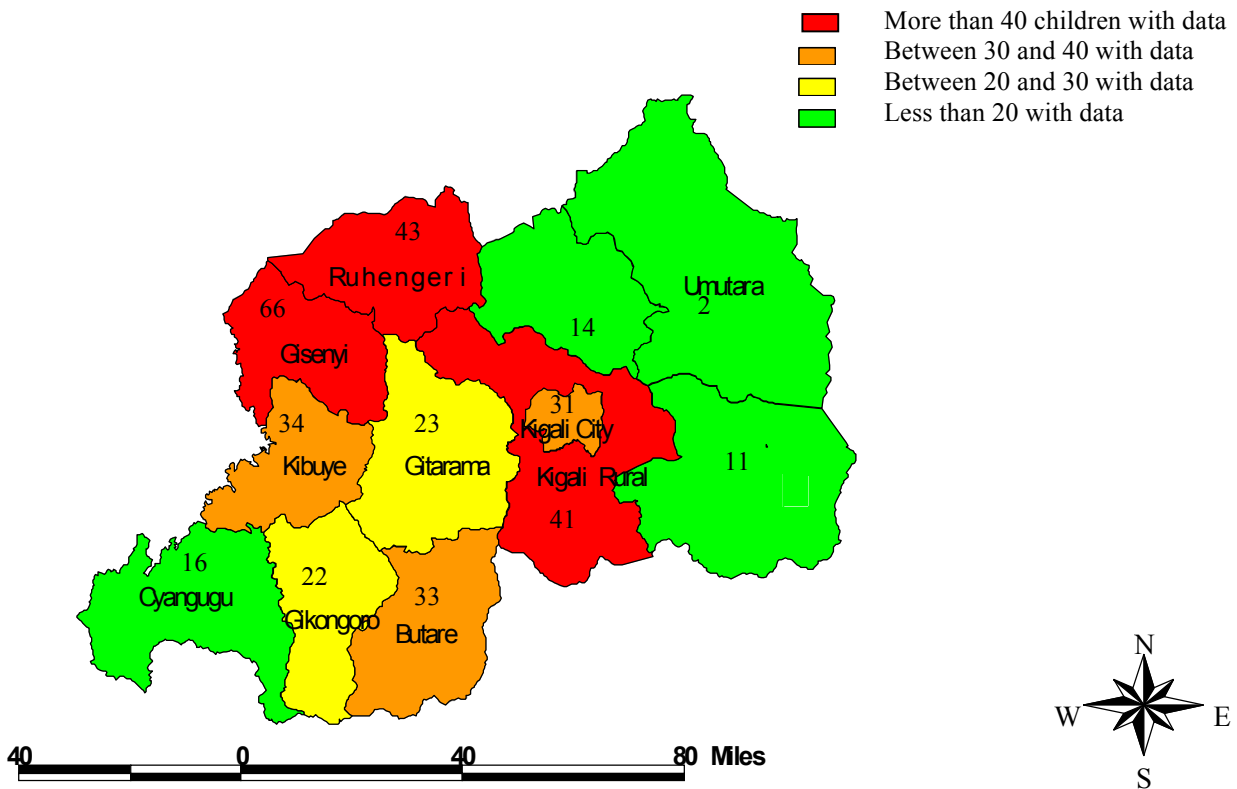 More than 40 children with data
Between 30 and 40 with data
Between 20 and 30 with data
Less than 20 with data
43
Ruhenger i
66
Gisenyi
14
Umutara
2
34
Kibuye
23
Gitarama
31
Kigali City
Kigali Rural
41
11
16
Cyangugu
22
Gikongoro
33
Butare
N
W
E
S
40 0 40 80 Miles